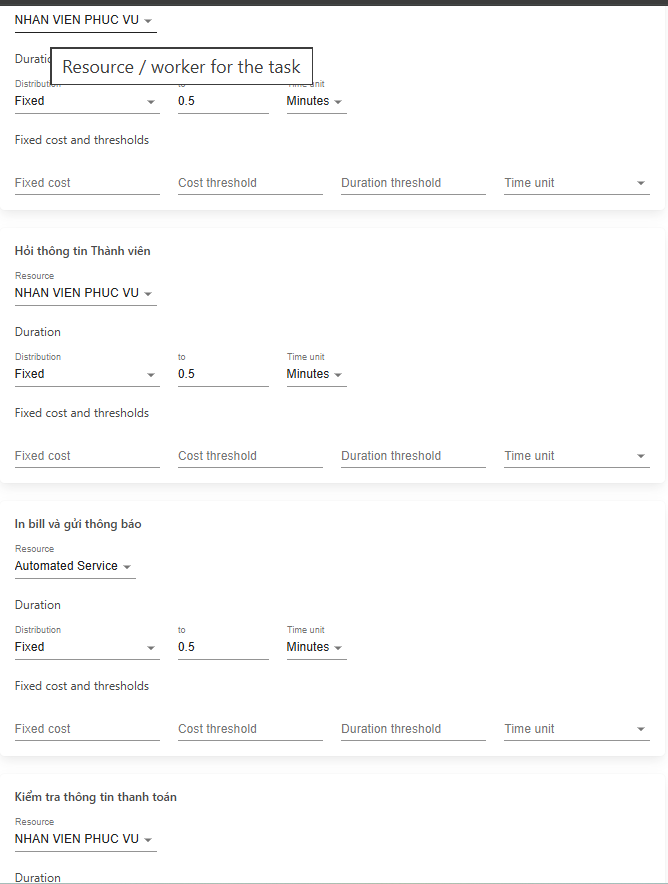 NHAN VIEN PHUC VU
Resource / worker for the task
Fixed 0.5 Minutes
Fixed cost and thresholds
Fixed cost Cost threshold Duration threshold Time unit
Hỏi thông tin Thành viên
Resource
NHAN VIEN PHUC VU
Duration
Distribution to Time unit
Fixed 0.5 Minutes
Fixed cost and thresholds
Fixed cost Cost threshold Duration threshold Time unit
In bill và gửi thông báo
Resource
Automated Service
Duration
Distribution to Time unit
Fixed 0.5 Minutes
Fixed cost and thresholds
Fixed cost Cost threshold Duration threshold Time unit
Kiểm tra thông tin thanh toán
Resource
NHAN VIEN PHUC VU
Duration